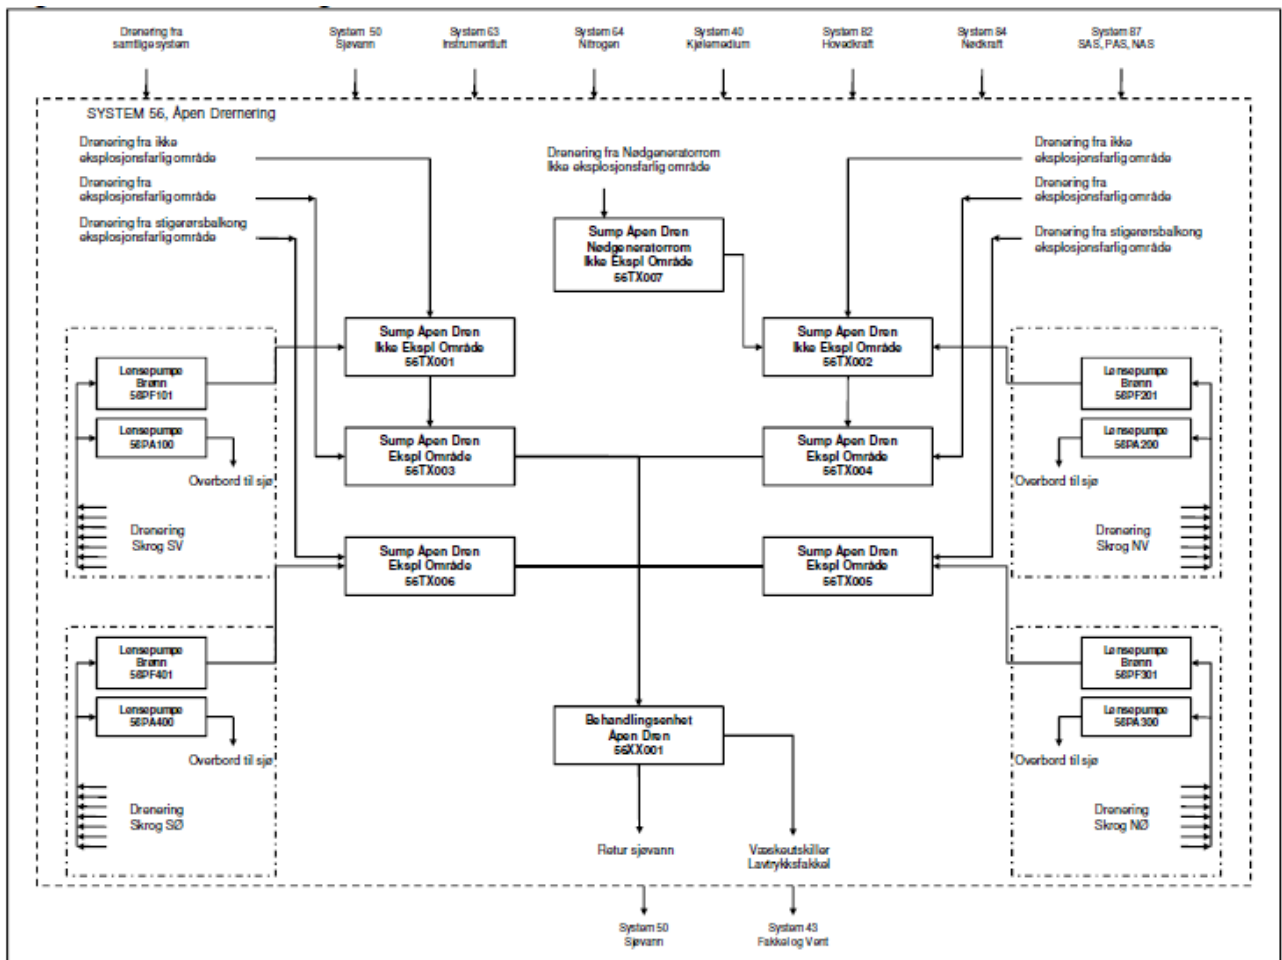 Drenering fra
samtlige system
System 50
Sjøvann
System 63
Instrumentluft
System 64
Nitrogen
System 40
Kjølemedium
System 82
Hovedkraft
System 84
Nødkraft
System 87
SAS, PAS, NAS
SYSTEM 56, Åpen Drernering
Drenering fra ikke
eksplosjonsfarlig område
Drenering fra
eksplosjonsfarlig område
Drenering fra stigerørsbalkong
eksplosjonsfarlig område
Drenering fra Nødgeneratorrom
Ikke eksplosjonsfarlig område
Drenering fra ikke
eksplosjonsfarlig område
Drenering fra
eksplosjonsfarlig område
Drenering fra stigerørsbalkong
eksplosjonsfarlig område
Sump Åpen Dren
Nødgeneratorrom
Ikke Ekspl Område
56TX007
Sump Åpen Dren
Ikke Ekspl Område
56TX001
Sump Åpen Dren
Ikke Ekspl Område
56TX002
Lensepumpe
Brønn
56PF101
Lensepumpe
56PA100
Overbord til sjø
Drenering
Skrog SV
Sump Åpen Dren
Ekspl Område
56TX003
Sump Åpen Dren
Ekspl Område
56TX004
Lensepumpe
Brønn
56PF201
Lensepumpe
56PA200
Overbord til sjø
Drenering
Skrog NV
Sump Åpen Dren
Ekspl Område
56TX006
Sump Åpen Dren
Ekspl Område
56TX005
Lensepumpe
Brønn
56PF401
Lensepumpe
56PA400
Overbord til sjø
Drenering
Skrog SØ
Behandlingsenhet
Åpen Dren
56XX001
Lensepumpe
Brønn
56PF301
Lensepumpe
56PA300
Overbord til sjø
Drenering
Skrog NØ
Retur sjøvann
Væskeutskiller
Lavtrykksfakkel
System 50
Sjøvann
System 43
Fakkel og Vent